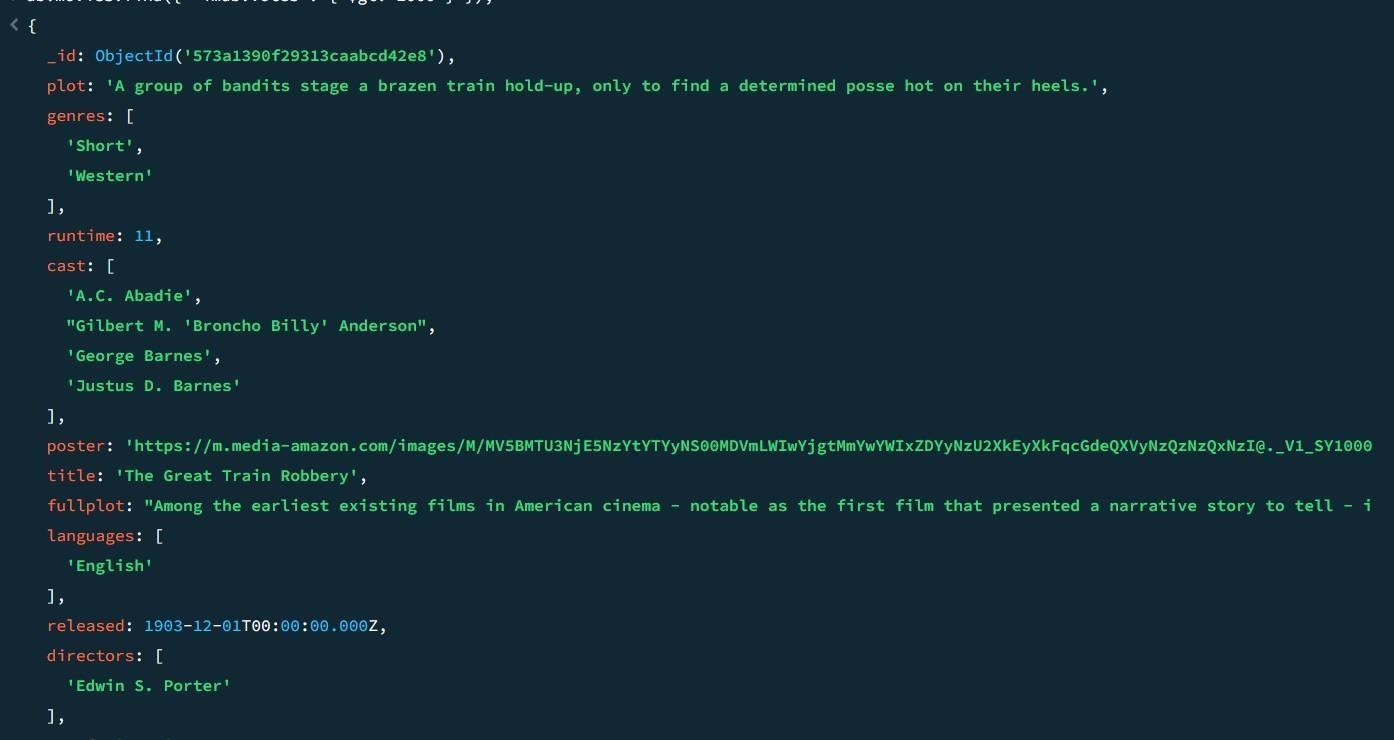 {
_id: ObjectId('573a1390f29313caabcd42e8'),
plot: 'A group of bandits stage a brazen train hold-up, only to find a determined posse hot on their heels.',
genres: [
'Short',
'Western'
],
runtime: 11,
cast: [
'A.C. Abadie',
"Gilbert M. 'Broncho Billy' Anderson",
'George Barnes',
'Justus D. Barnes'
],
poster: 'https://m.media-amazon.com/images/M/MV5BMTU3NjE5NzYtYTYyNS00MDVmLWIwYjgtMmYwYWIxZDYyNzU2XkEyXkFqcGdeQXVyNzQzNzQxNzI@._V1_SY1000
title: 'The Great Train Robbery',
fullplot: "Among the earliest existing films in American cinema - notable as the first film that presented a narrative story to tell - i
languages: [
'English'
],
released: 1903-12-01T00:00:00.000Z,
directors: [
'Edwin S. Porter'
],